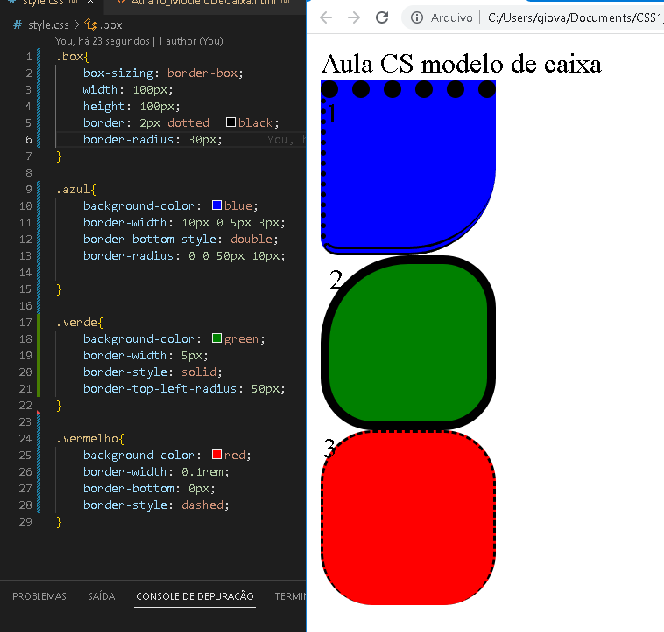 style.css
Atrano_ModeloDeCaixa.html
# style.css > .box
You, há 23 segundos | 1 author (You)
1 .box{
2 box-sizing: border-box;
3 width: 100px;
4 height: 100px;
5 border: 2px dotted black;
6 border-radius: 30px; You, h
7 }
8
9 .azul{
10 background-color: blue;
11 border-width: 10px 0 5px 3px;
12 border-bottom-style: double;
13 border-radius: 0 0 50px 10px;
14
15 }
16
17 .verde{
18 background-color: green;
19 border-width: 5px;
20 border-style: solid;
21 border-top-left-radius: 50px;
22 }
23
24 .vermelho{
25 background-color: red;
26 border-width: 0.1rem;
27 border-bottom: 0px;
28 border-style: dashed;
29 }
PROBLEMAS SAÍDA CONSOLE DE DEPURAÇÃO TERMIN
Arquivo | C:/Users/giova/Documents/CSS1
Aula CS modelo de caixa
1
2
3